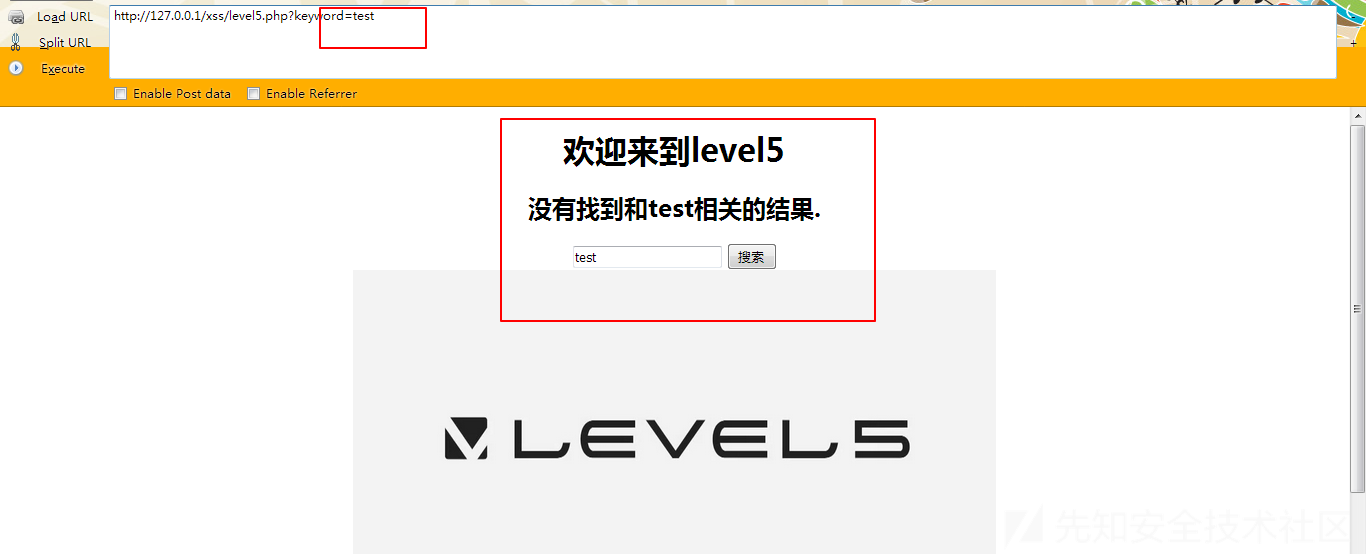 Load URL
http://127.0.0.1/xss/level5.php?keyword=test
Split URL
+
Execute
Enable Post data
Enable Referrer
欢迎来到level5
没有找到和test相关的结果.
test
搜索
LEVEL5
先知安全技术社区